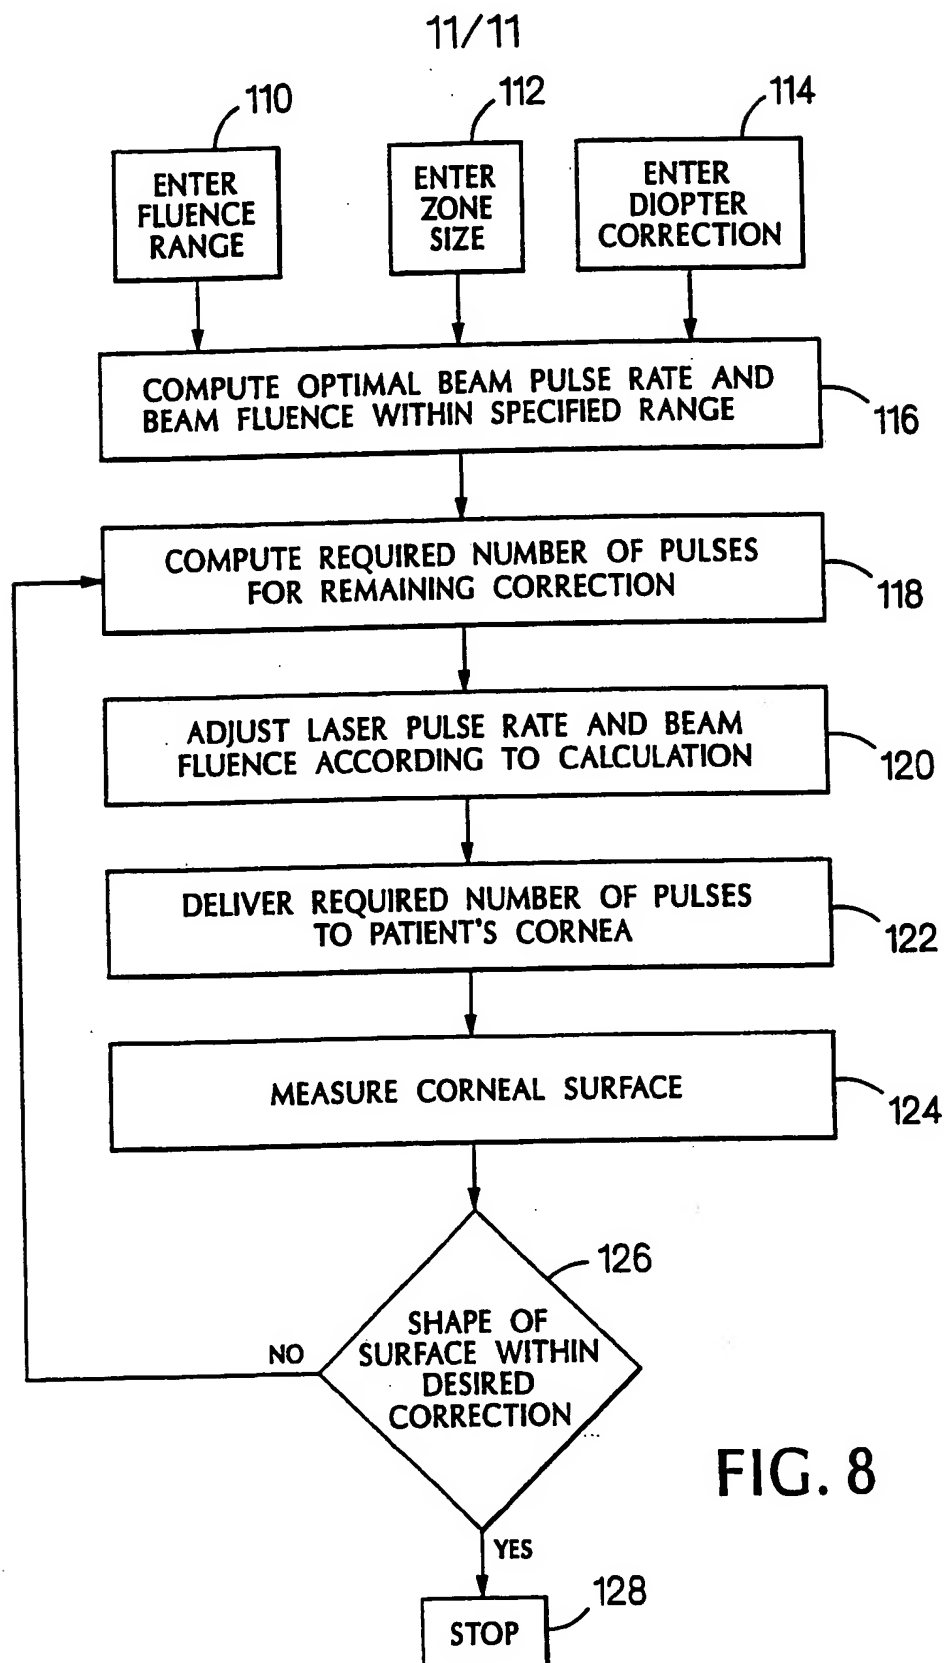 11/11
110
112
114
ENTER
FLUENCE
RANGE
ENTER
ZONE
SIZE
ENTER
DIOPTER
CORRECTION
COMPUTE OPTIMAL BEAM PULSE RATE AND
BEAM FLUENCE WITHIN SPECIFIED RANGE
116
COMPUTE REQUIRED NUMBER OF PULSES
FOR REMAINING CORRECTION
118
ADJUST LASER PULSE RATE AND BEAM
FLUENCE ACCORDING TO CALCULATION
120
DELIVER REQUIRED NUMBER OF PULSES
TO PATIENT'S CORNEA
122
MEASURE CORNEAL SURFACE
124
126
SHAPE OF
SURFACE WITHIN
DESIRED
CORRECTION
NO
YES
FIG. 8
128
STOP